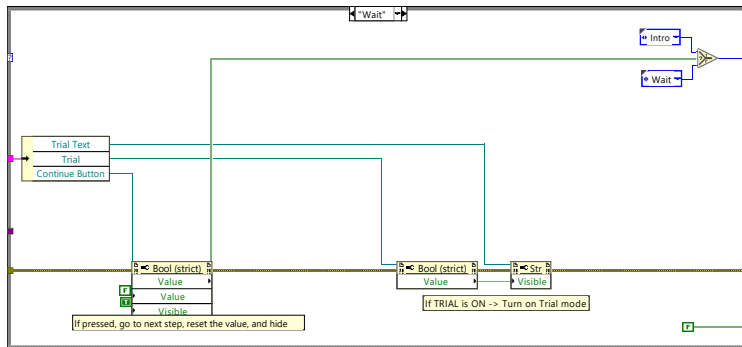 "Wait"
Intro
Wait
Trial Text
Trial
Continue Button
Bool (strict)
Value
Value
Visible
F
Bool (strict)
Value
Str
Visible
If TRIAL is ON -> Turn on Trial mode
If pressed, go to next step, reset the value, and hide
F